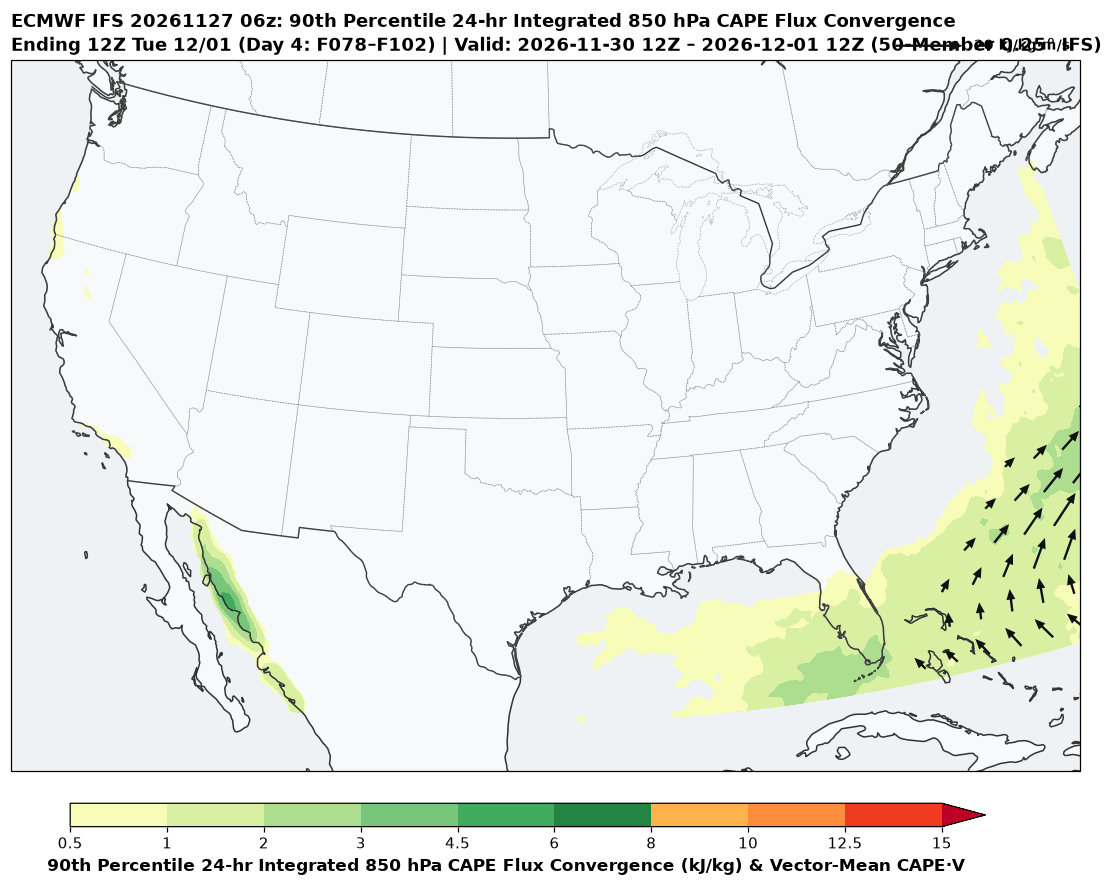 ECMWF IFS 20261127 06z: 90th Percentile 24-hr Integrated 850 hPa CAPE Flux Convergence
Ending 12Z Tue 12/01 (Day 4: F078–F102) | Valid: 2026-11-30 12Z – 2026-12-01 12Z (50-Member 0.25° IFS)
0.5 1 2 3 4.5 6 8 10 12.5 15
90th Percentile 24-hr Integrated 850 hPa CAPE Flux Convergence (kJ/kg) & Vector-Mean CAPE·V